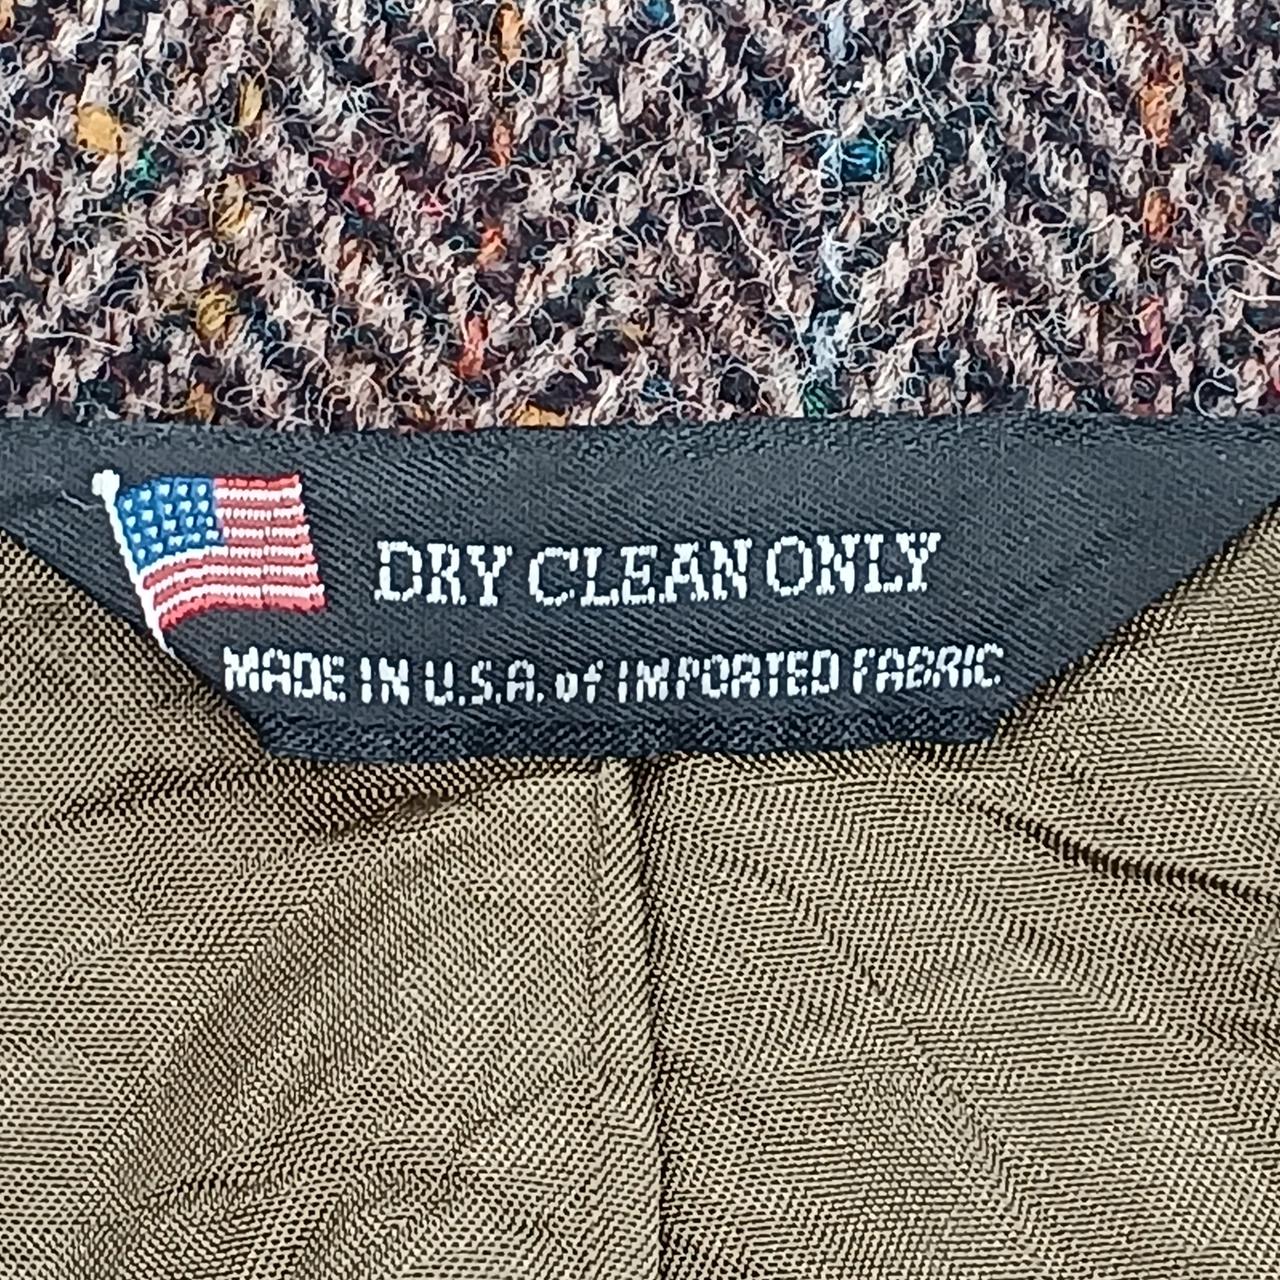 DRY CLEAN ONLY
MADE IN U.S.A. of IMPORTED FABRIC